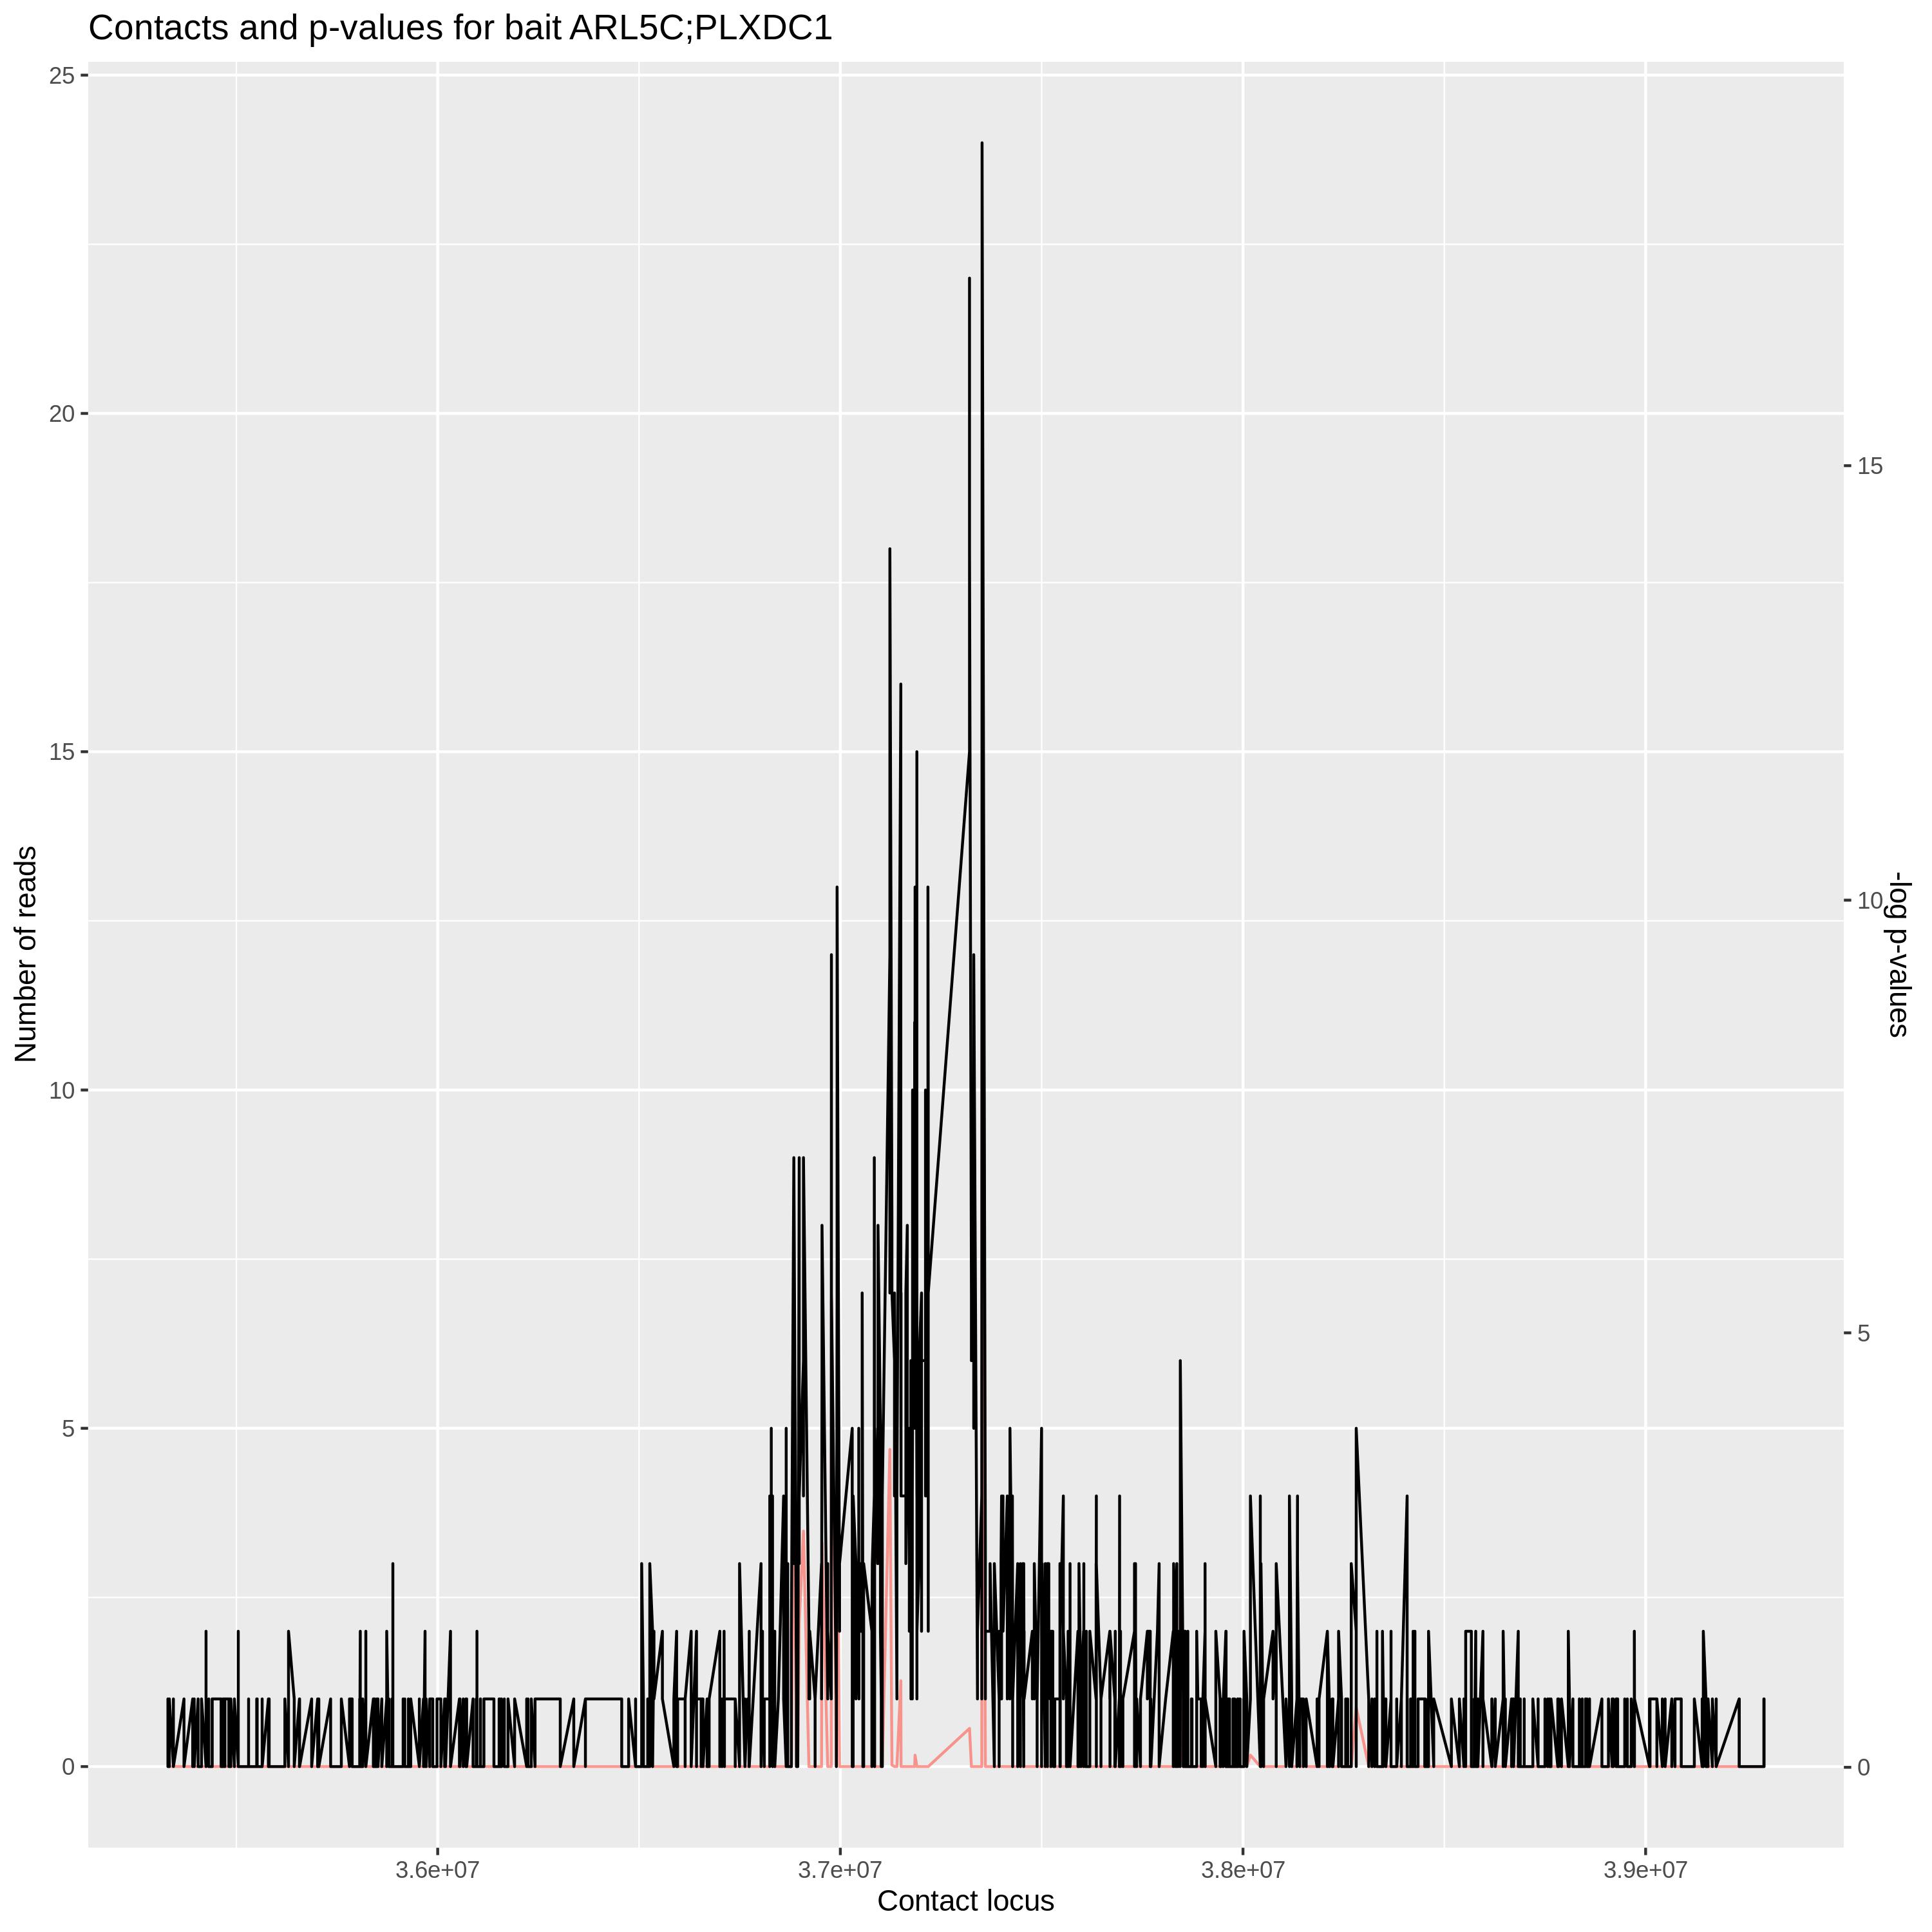 Contacts and p-values for bait ARL5C;PLXDC1
25
20
15
10
5
0
Number of reads
15
10
5
0
-log p-values
3.6e+07
3.7e+07
3.8e+07
3.9e+07
Contact locus